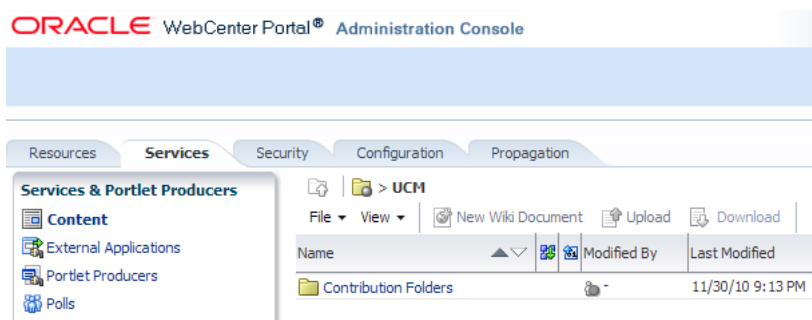 ORACLE WebCenter Portal® Administration Console
Resources Services Security Configuration Propagation
Services & Portlet Producers
Content
External Applications
Portlet Producers
Polls
> UCM
File View New Wiki Document Upload Download
Name Modified By Last Modified
Contribution Folders - 11/30/10 9:13 PM